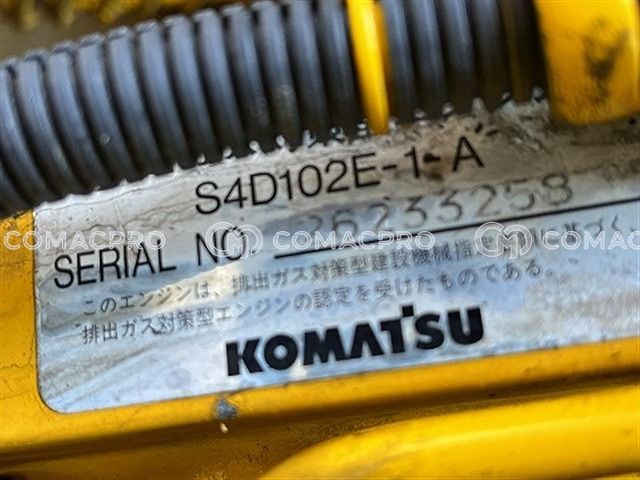 S4D102E-1-A
SERIAL NO. 26233258
COMACPRO COMACPRO COMACPRO
このエンジンは、排出ガス対策型建設機械指定
排出ガス対策型エンジンの認定を受けたものである。
KOMATSU